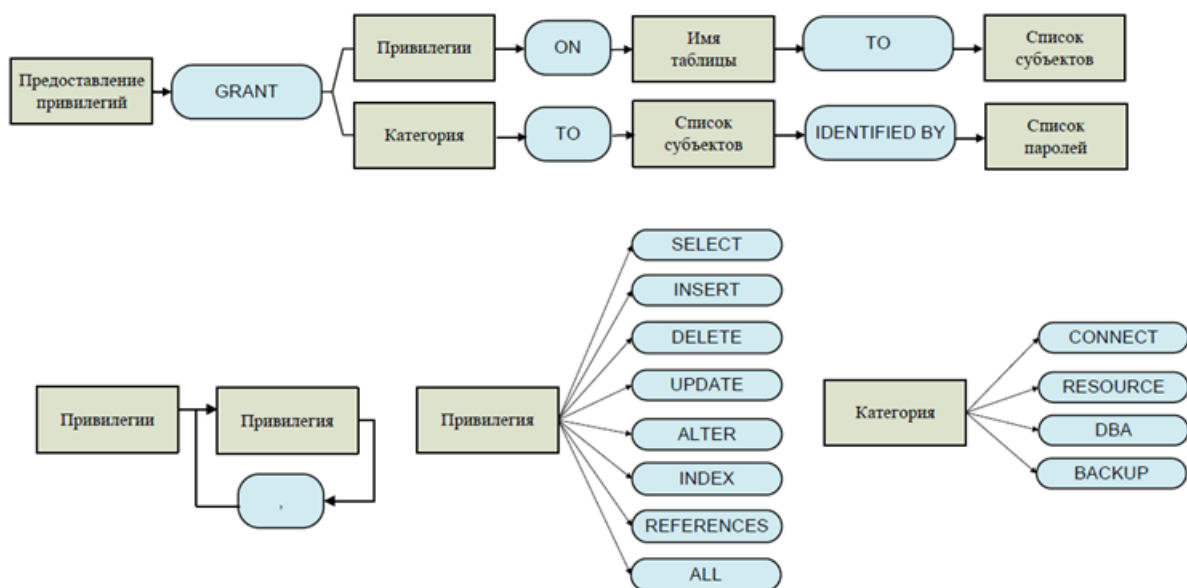 Предоставление
привилегий
GRANT
Привилегии
ON
Имя
таблицы
TO
Список
субъектов
Категория
TO
Список
субъектов
IDENTIFIED BY
Список
паролей
Привилегии
Привилегия
,
Привилегия
SELECT
INSERT
DELETE
UPDATE
ALTER
INDEX
REFERENCES
ALL
Категория
CONNECT
RESOURCE
DBA
BACKUP